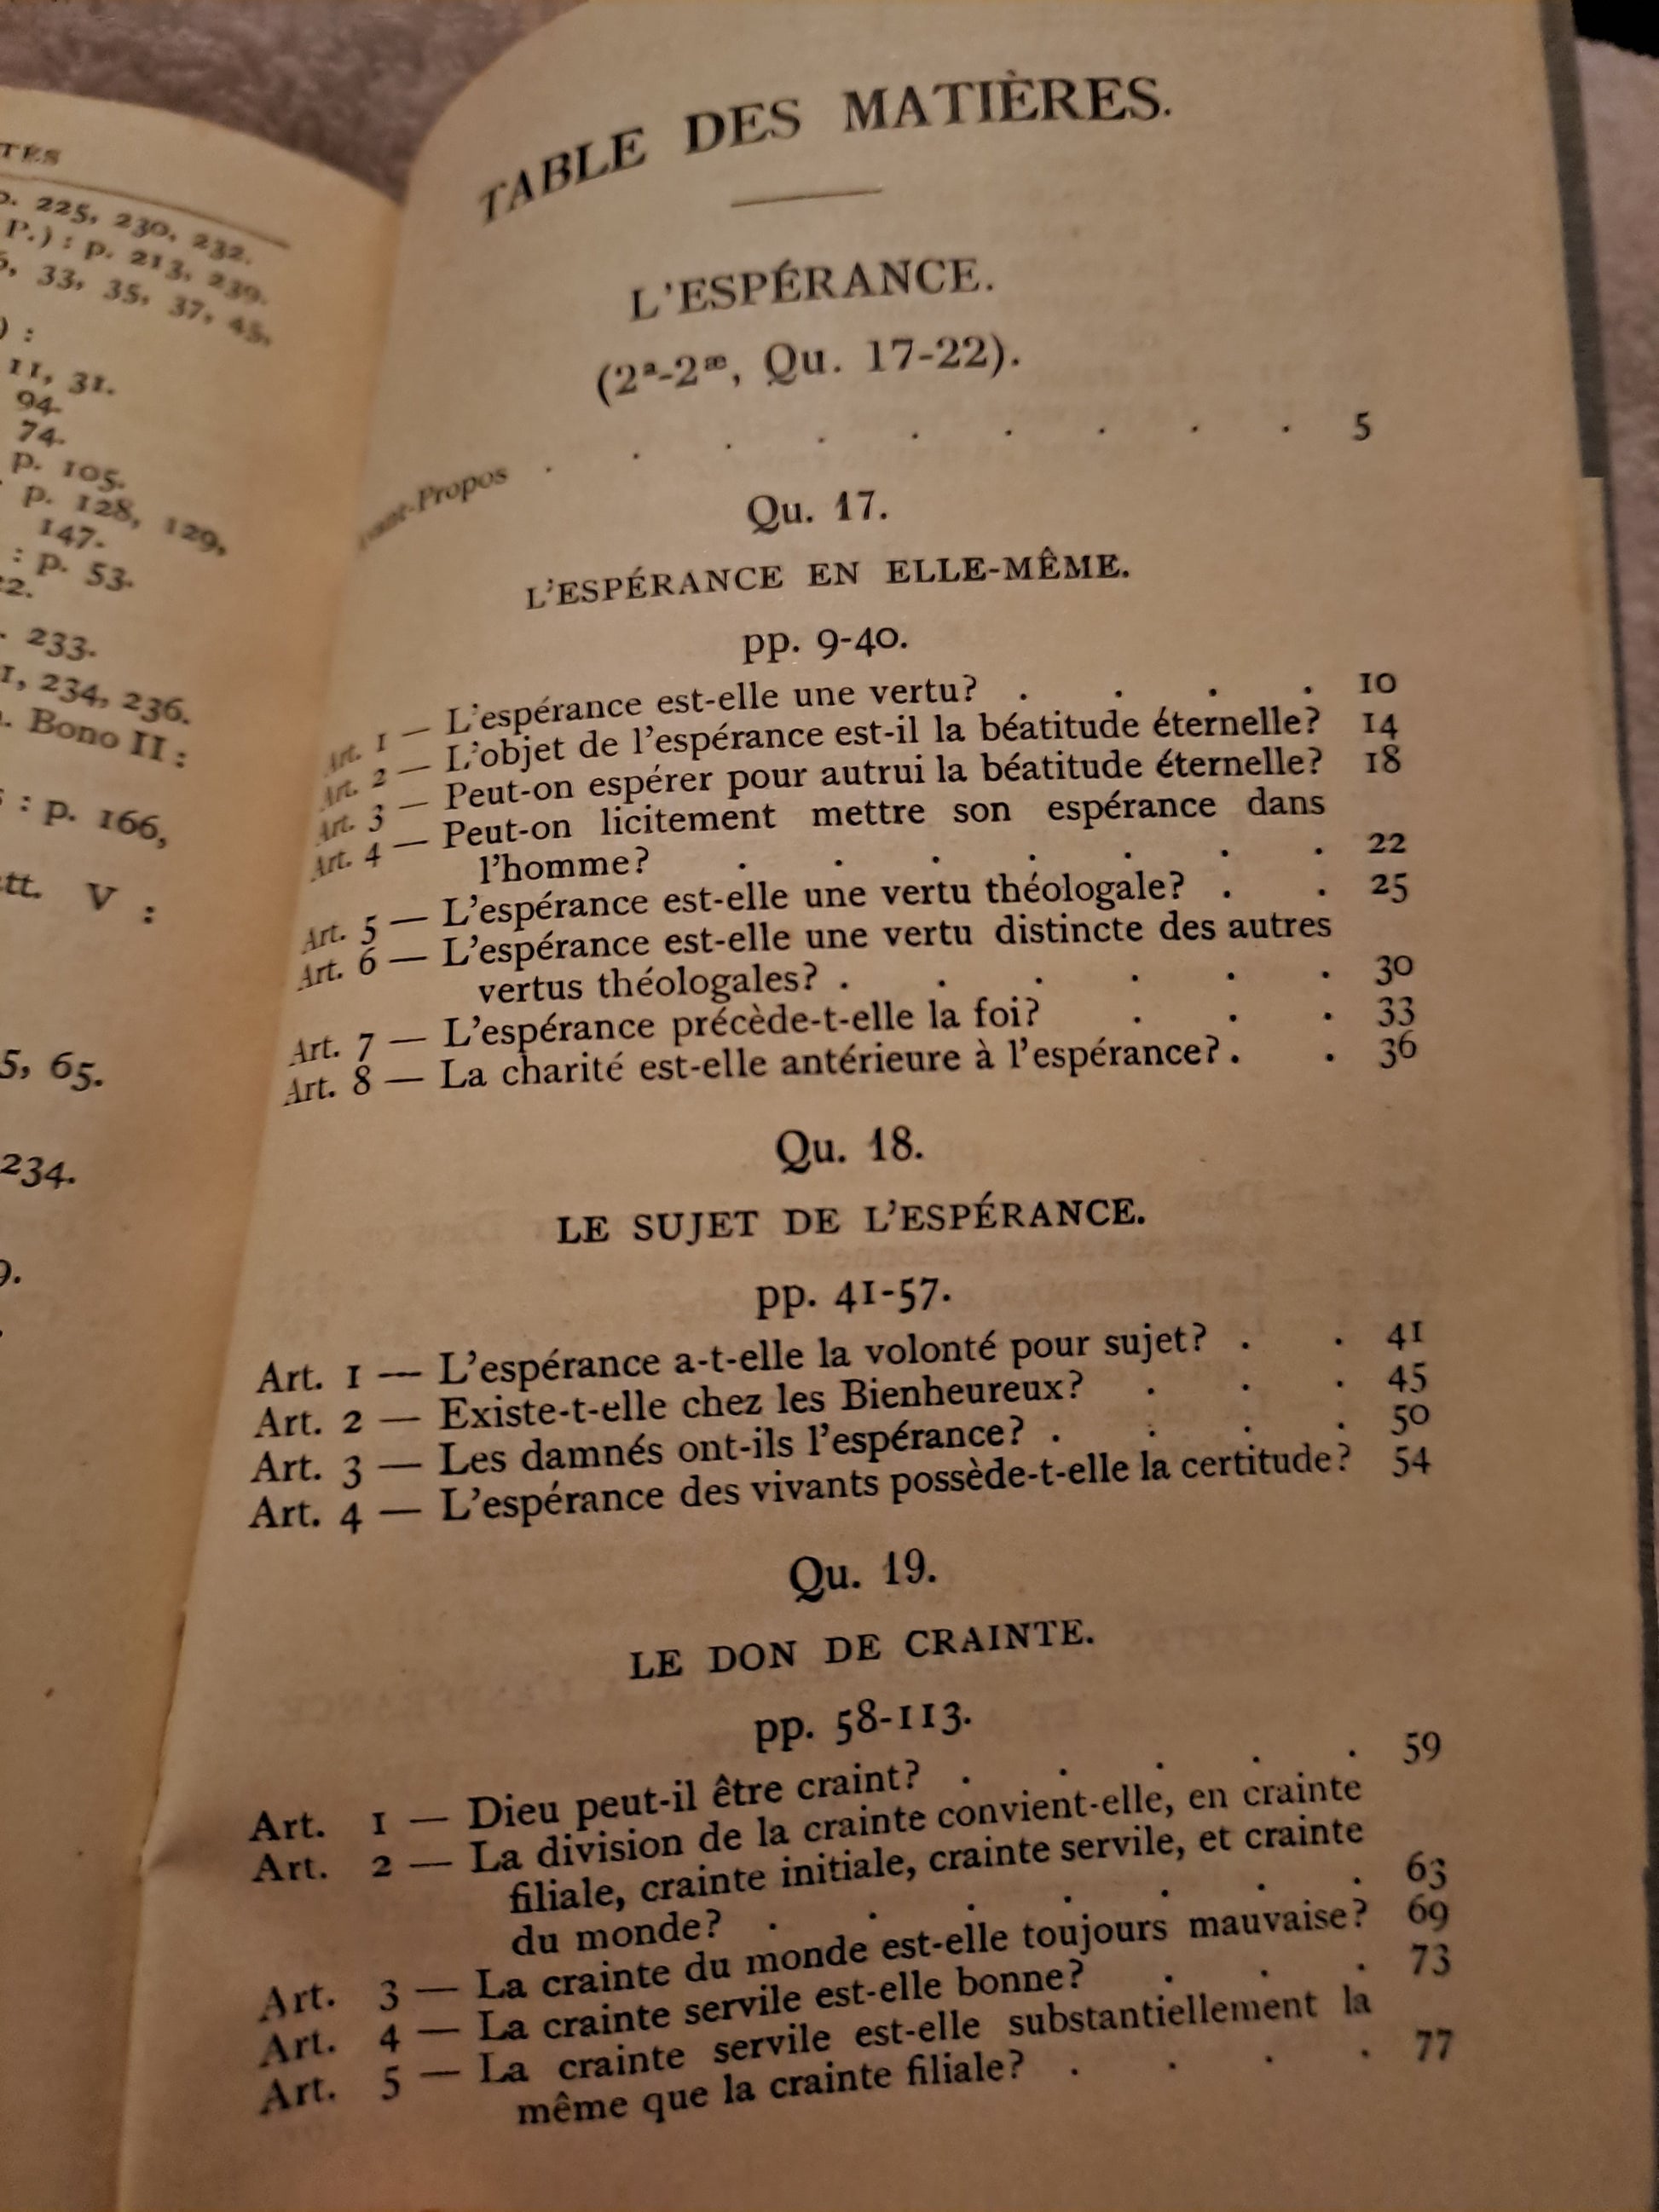 TES
p. 225, 230, 232.
P.) : p. 213, 239.
33, 35, 37, 45,
) :
11, 31.
94.
74.
p. 105.
p. 128, 129,
147.
: p. 53.
233.
234, 236.
Bono II :
: p. 166,
tt. V :
5, 65.
234.
TABLE DES MATIÈRES.
L'ESPÉRANCE.
(2ª-2æ, Qu. 17-22).
Avant-Propos . . . . . . . . . 5
Qu. 17.
L'ESPÉRANCE EN ELLE-MÊME.
pp. 9-40.
Art. 1 — L'espérance est-elle une vertu? . . . . 10
Art. 2 — L'objet de l'espérance est-il la béatitude éternelle? 14
Art. 3 — Peut-on espérer pour autrui la béatitude éternelle? 18
Art. 4 — Peut-on licitement mettre son espérance dans
l'homme? . . . . . . . 22
Art. 5 — L'espérance est-elle une vertu théologale? . . 25
Art. 6 — L'espérance est-elle une vertu distincte des autres
vertus théologales? . . . . . . 30
Art. 7 — L'espérance précède-t-elle la foi? . . . 33
Art. 8 — La charité est-elle antérieure à l'espérance? . . 36
Qu. 18.
LE SUJET DE L'ESPÉRANCE.
pp. 41-57.
Art. 1 — L'espérance a-t-elle la volonté pour sujet? . . 41
Art. 2 — Existe-t-elle chez les Bienheureux? . . . 45
Art. 3 — Les damnés ont-ils l'espérance? . . . . 50
Art. 4 — L'espérance des vivants possède-t-elle la certitude? 54
Qu. 19.
LE DON DE CRAINTE.
pp. 58-113.
Art. 1 — Dieu peut-il être craint? . . . . . 59
Art. 2 — La division de la crainte convient-elle, en crainte
filiale, crainte initiale, crainte servile, et crainte
du monde? . . . . . . . 63
Art. 3 — La crainte du monde est-elle toujours mauvaise? 69
Art. 4 — La crainte servile est-elle bonne? . . . 73
Art. 5 — La crainte servile est-elle substantiellement la
même que la crainte filiale? . . . . 77